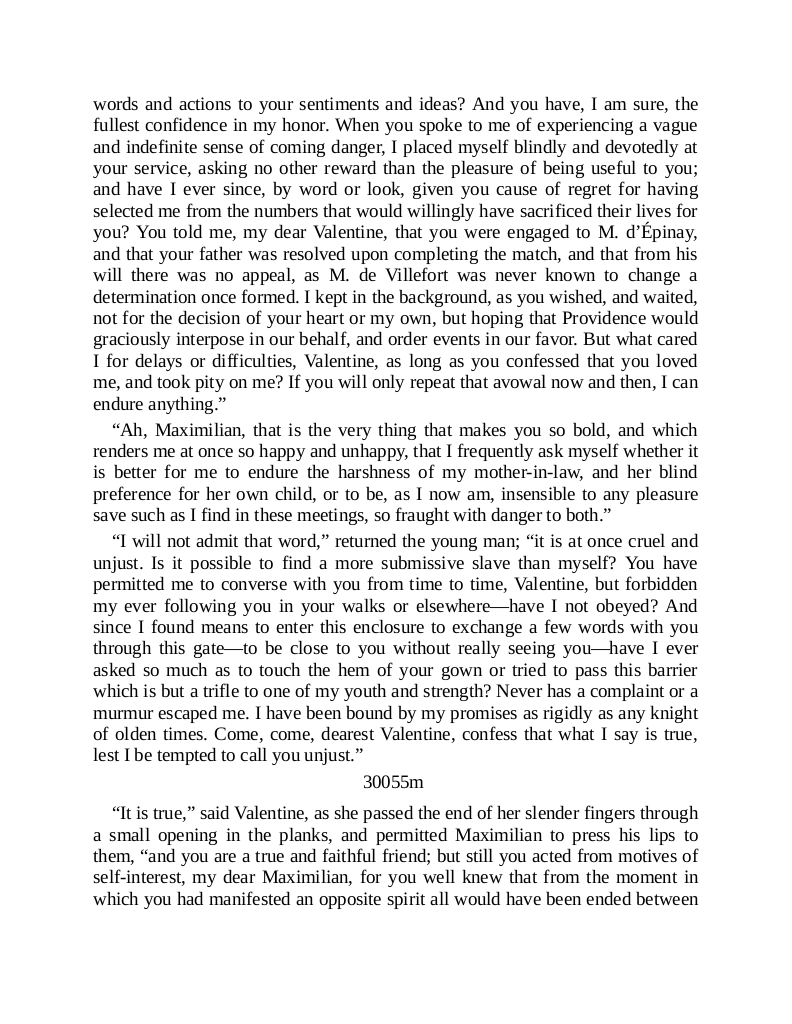 words and actions to your sentiments and ideas? And you have, I am sure, the
fullest confidence in my honor. When you spoke to me of experiencing a vague
and indefinite sense of coming danger, I placed myself blindly and devotedly at
your service, asking no other reward than the pleasure of being useful to you;
and have I ever since, by word or look, given you cause of regret for having
selected me from the numbers that would willingly have sacrificed their lives for
you? You told me, my dear Valentine, that you were engaged to M. d’Épinay,
and that your father was resolved upon completing the match, and that from his
will there was no appeal, as M. de Villefort was never known to change a
determination once formed. I kept in the background, as you wished, and waited,
not for the decision of your heart or my own, but hoping that Providence would
graciously interpose in our behalf, and order events in our favor. But what cared
I for delays or difficulties, Valentine, as long as you confessed that you loved
me, and took pity on me? If you will only repeat that avowal now and then, I can
endure anything.”
“Ah, Maximilian, that is the very thing that makes you so bold, and which
renders me at once so happy and unhappy, that I frequently ask myself whether it
is better for me to endure the harshness of my mother-in-law, and her blind
preference for her own child, or to be, as I now am, insensible to any pleasure
save such as I find in these meetings, so fraught with danger to both.”
“I will not admit that word,” returned the young man; “it is at once cruel and
unjust. Is it possible to find a more submissive slave than myself? You have
permitted me to converse with you from time to time, Valentine, but forbidden
my ever following you in your walks or elsewhere—have I not obeyed? And
since I found means to enter this enclosure to exchange a few words with you
through this gate—to be close to you without really seeing you—have I ever
asked so much as to touch the hem of your gown or tried to pass this barrier
which is but a trifle to one of my youth and strength? Never has a complaint or a
murmur escaped me. I have been bound by my promises as rigidly as any knight
of olden times. Come, come, dearest Valentine, confess that what I say is true,
lest I be tempted to call you unjust.”
30055m
“It is true,” said Valentine, as she passed the end of her slender fingers through
a small opening in the planks, and permitted Maximilian to press his lips to
them, “and you are a true and faithful friend; but still you acted from motives of
self-interest, my dear Maximilian, for you well knew that from the moment in
which you had manifested an opposite spirit all would have been ended between